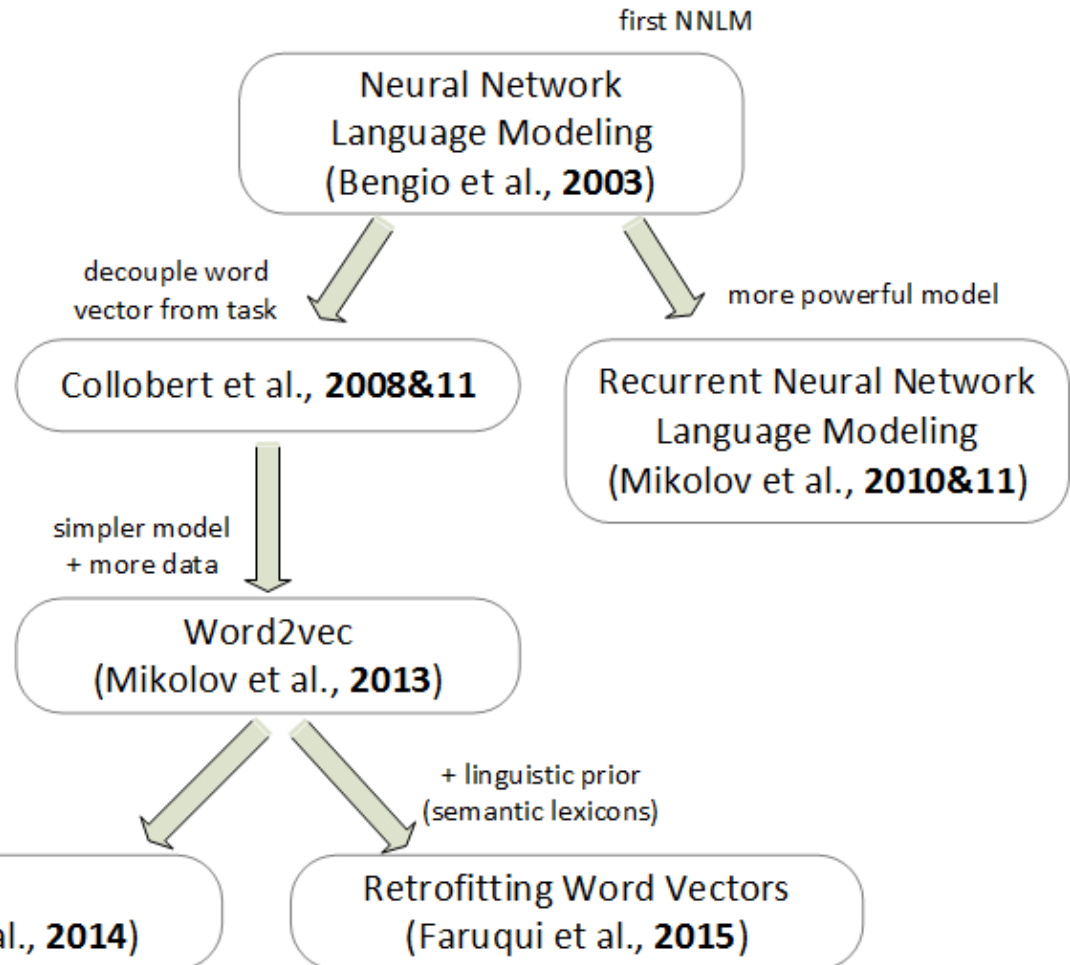 first NNLM
Neural Network
Language Modeling
(Bengio et al., 2003)
decouple word
vector from task
more powerful model
Collobert et al., 2008&11
Recurrent Neural Network
Language Modeling
(Mikolov et al., 2010&11)
simpler model
+ more data
Word2vec
(Mikolov et al., 2013)
+ linguistic prior
(semantic lexicons)
al., 2014)
Retrofitting Word Vectors
(Faruqui et al., 2015)